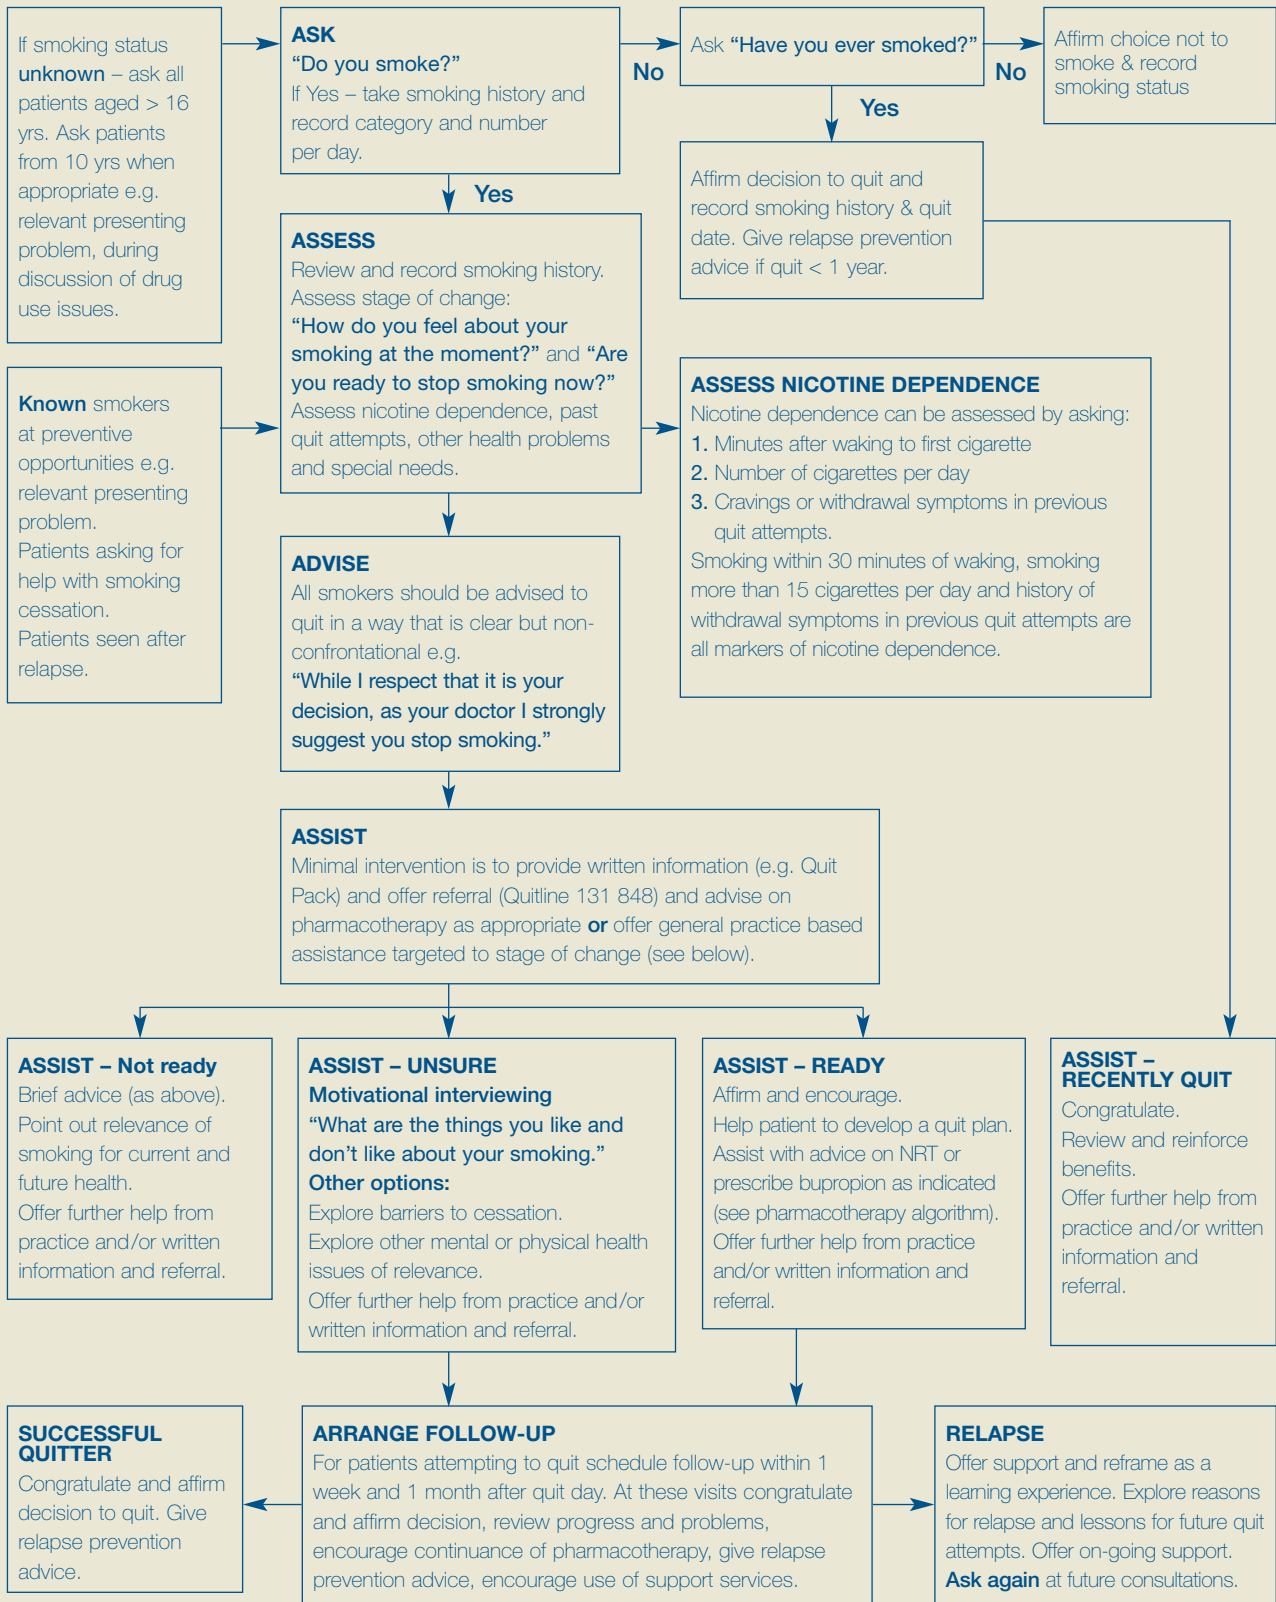 If smoking status
unknown – ask all
patients aged > 16
yrs. Ask patients
from 10 yrs when
appropriate e.g.
relevant presenting
problem, during
discussion of drug
use issues.
ASK
“Do you smoke?”
If Yes – take smoking history and
record category and number
per day.
No
Ask “Have you ever smoked?”
No
Affirm choice not to
smoke & record
smoking status
Yes
Affirm decision to quit and
record smoking history & quit
date. Give relapse prevention
advice if quit < 1 year.
Yes
ASSESS
Review and record smoking history.
Assess stage of change:
“How do you feel about your
smoking at the moment?” and “Are
you ready to stop smoking now?”
Assess nicotine dependence, past
quit attempts, other health problems
and special needs.
Known smokers
at preventive
opportunities e.g.
relevant presenting
problem.
Patients asking for
help with smoking
cessation.
Patients seen after
relapse.
ASSESS NICOTINE DEPENDENCE
Nicotine dependence can be assessed by asking:
1. Minutes after waking to first cigarette
2. Number of cigarettes per day
3. Cravings or withdrawal symptoms in previous
quit attempts.
Smoking within 30 minutes of waking, smoking
more than 15 cigarettes per day and history of
withdrawal symptoms in previous quit attempts are
all markers of nicotine dependence.
ADVISE
All smokers should be advised to
quit in a way that is clear but non-
confrontational e.g.
“While I respect that it is your
decision, as your doctor I strongly
suggest you stop smoking.”
ASSIST
Minimal intervention is to provide written information (e.g. Quit
Pack) and offer referral (Quitline 131 848) and advise on
pharmacotherapy as appropriate or offer general practice based
assistance targeted to stage of change (see below).
ASSIST – Not ready
Brief advice (as above).
Point out relevance of
smoking for current and
future health.
Offer further help from
practice and/or written
information and referral.
ASSIST – UNSURE
Motivational interviewing
“What are the things you like and
don’t like about your smoking.”
Other options:
Explore barriers to cessation.
Explore other mental or physical health
issues of relevance.
Offer further help from practice and/or
written information and referral.
ASSIST – READY
Affirm and encourage.
Help patient to develop a quit plan.
Assist with advice on NRT or
prescribe bupropion as indicated
(see pharmacotherapy algorithm).
Offer further help from practice
and/or written information and
referral.
ASSIST –
RECENTLY QUIT
Congratulate.
Review and reinforce
benefits.
Offer further help from
practice and/or written
information and
referral.
SUCCESSFUL
QUITTER
Congratulate and affirm
decision to quit. Give
relapse prevention
advice.
ARRANGE FOLLOW-UP
For patients attempting to quit schedule follow-up within 1
week and 1 month after quit day. At these visits congratulate
and affirm decision, review progress and problems,
encourage continuance of pharmacotherapy, give relapse
prevention advice, encourage use of support services.
RELAPSE
Offer support and reframe as a
learning experience. Explore reasons
for relapse and lessons for future quit
attempts. Offer on-going support.
Ask again at future consultations.